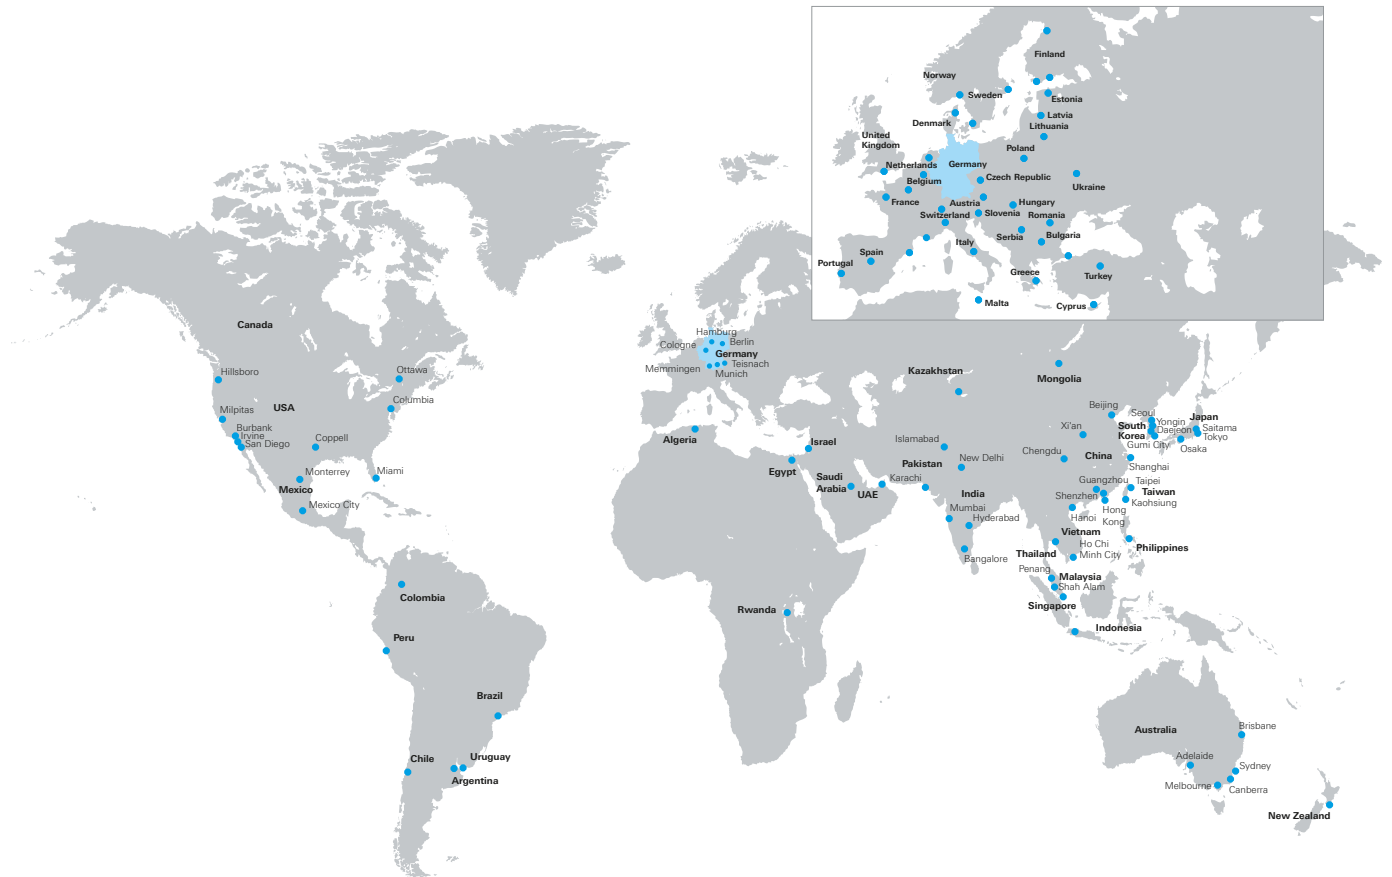 Finland
Norway
Sweden
Estonia
Latvia
Denmark
Lithuania
United
Kingdom
Poland
Netherlands
Germany
Belgium
Czech Republic
Ukraine
France
Austria
Hungary
Switzerland
Slovenia
Romania
Serbia
Bulgaria
Italy
Spain
Portugal
Greece
Turkey
Malta
Cyprus
Canada
Hillsboro
Ottawa
Milpitas
USA
Columbia
Burbank
Irvine
San Diego
Coppell
Monterrey
Miami
Mexico
Mexico City
Colombia
Peru
Brazil
Chile
Uruguay
Argentina
Hamburg
Cologne
Berlin
Germany
Memmingen
Teisnach
Munich
Algeria
Israel
Egypt
Saudi
Arabia
UAE
Rwanda
Kazakhstan
Mongolia
Islamabad
Pakistan
New Delhi
Karachi
India
Mumbai
Hyderabad
Bangalore
Beijing
Seoul
Yongin
South
Korea
Daejeon
Gumi City
Japan
Saitama
Tokyo
Osaka
Xi'an
Chengdu
China
Shanghai
Guangzhou
Taipei
Shenzhen
Taiwan
Hong
Kong
Kaohsiung
Hanoi
Vietnam
Thailand
Ho Chi
Minh City
Philippines
Penang
Malaysia
Shah Alam
Singapore
Indonesia
Australia
Brisbane
Adelaide
Sydney
Melbourne
Canberra
New Zealand